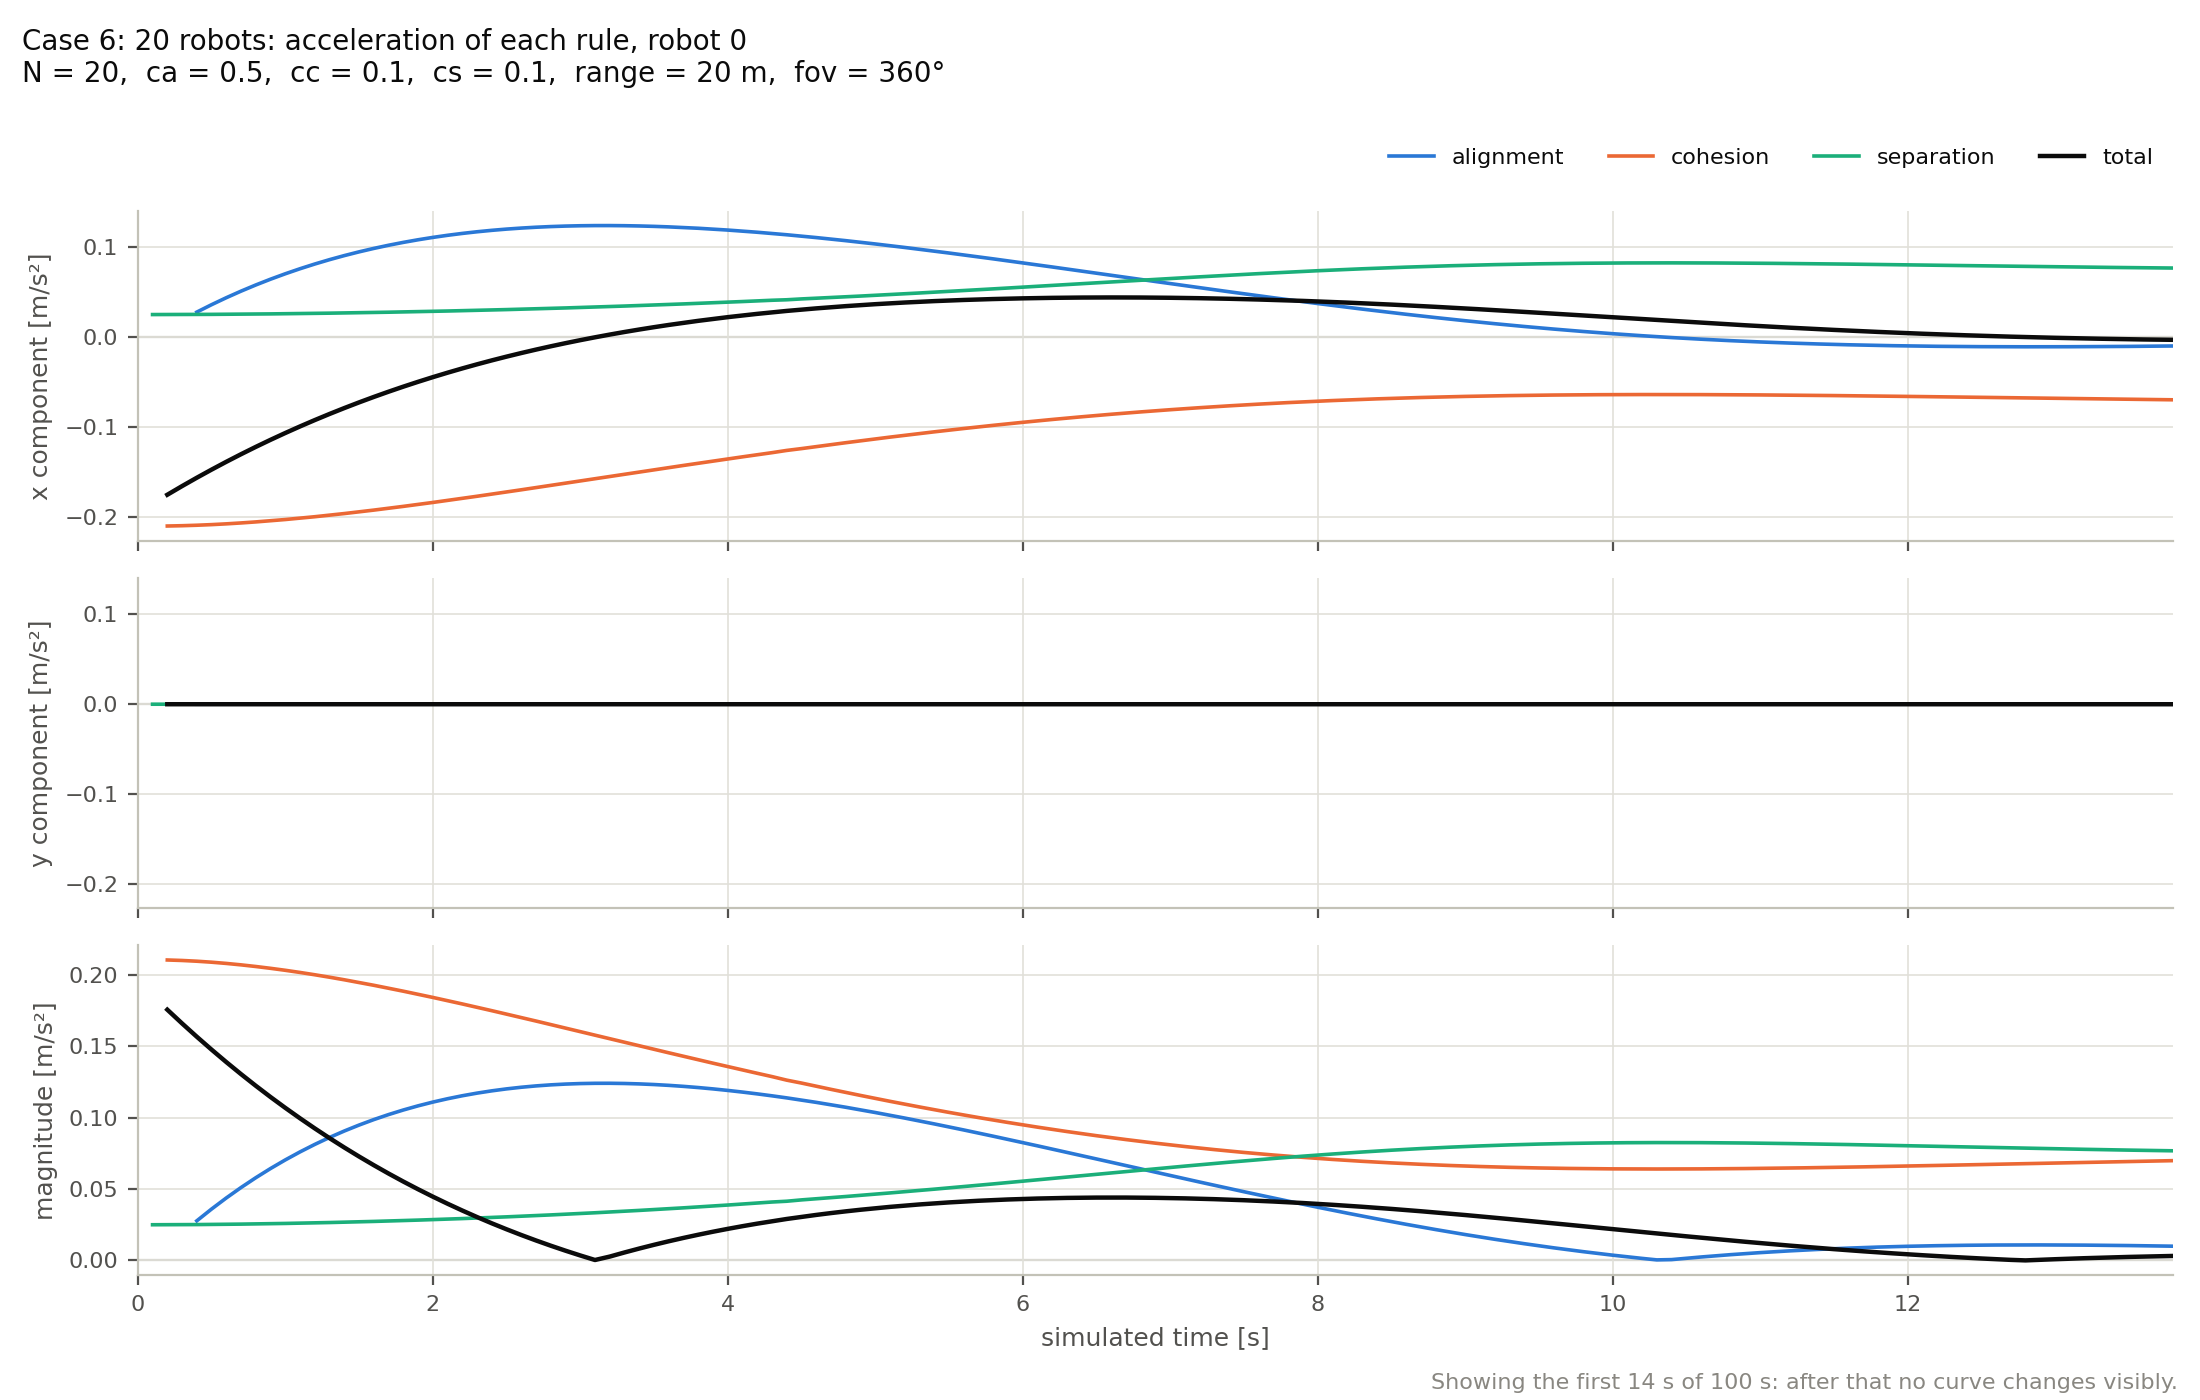 Case 6: 20 robots: acceleration of each rule, robot 0
N = 20,  ca = 0.5,  cc = 0.1,  cs = 0.1,  range = 20 m,  fov = 360°
alignment cohesion separation total
x component [m/s²]
0.1
0.0
−0.1
−0.2
y component [m/s²]
0.1
0.0
−0.1
−0.2
magnitude [m/s²]
0.20
0.15
0.10
0.05
0.00
0 2 4 6 8 10 12
simulated time [s]
Showing the first 14 s of 100 s: after that no curve changes visibly.